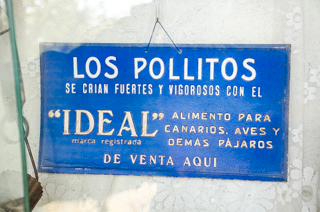 LOS POLLITOS
SE CRIAN FUERTES Y VIGOROSOS CON EL
"IDEAL"
marca registrada
ALIMENTO PARA
CANARIOS, AVES Y
DEMÁS PÁJAROS
DE VENTA AQUI